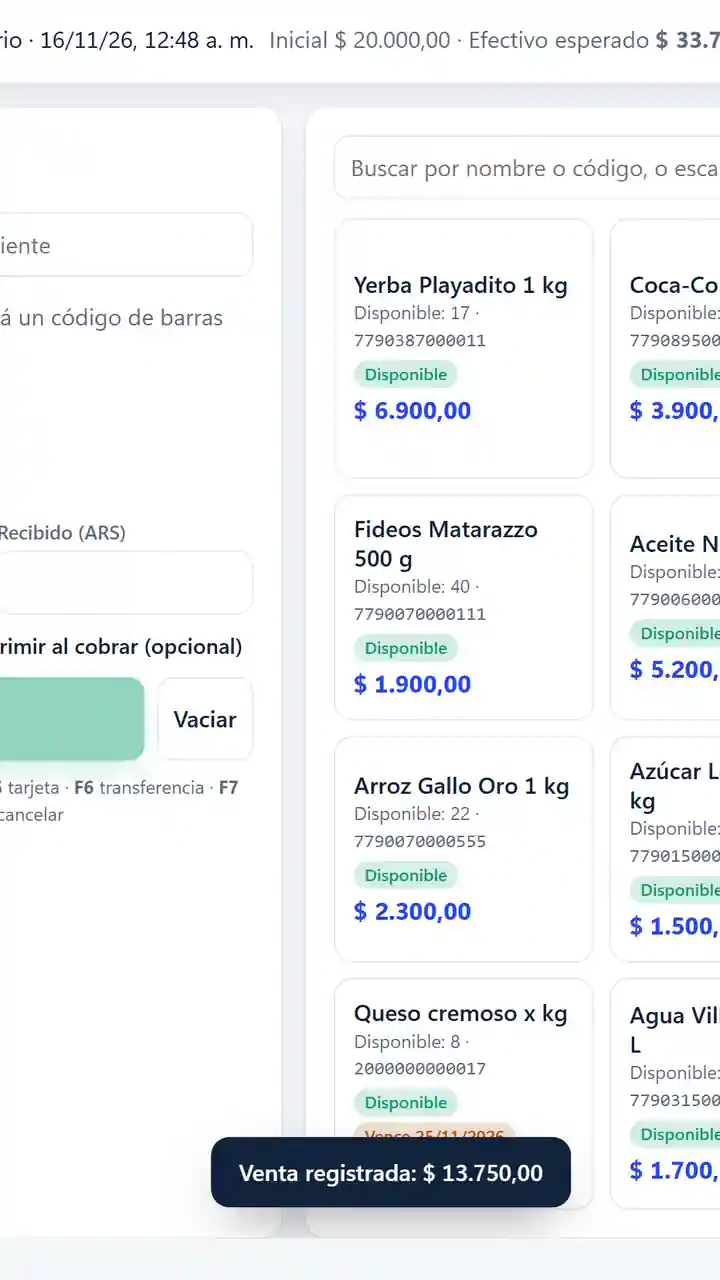 rio · 16/11/26, 12:48 a. m. Inicial $ 20.000,00 · Efectivo esperado $ 33.7
iente
á un código de barras
Recibido (ARS)
rimir al cobrar (opcional)
Vaciar
tarjeta · F6 transferencia · F7
cancelar
Buscar por nombre o código, o esca
Yerba Playadito 1 kg
Disponible: 17 ·
7790387000011
Disponible
$ 6.900,00
Coca-Co
Disponible:
779089500
Disponible
$ 3.900,
Fideos Matarazzo
500 g
Disponible: 40 ·
7790070000111
Disponible
$ 1.900,00
Aceite N
Disponible:
779006000
Disponible
$ 5.200,
Arroz Gallo Oro 1 kg
Disponible: 22 ·
7790070000555
Disponible
$ 2.300,00
Azúcar L
kg
Disponible:
779015000
Disponible
$ 1.500,
Queso cremoso x kg
Disponible: 8 ·
2000000000017
Disponible
Vence 25/11/2026
Agua Vil
L
Disponible:
779031500
Disponible
$ 1.700,
Venta registrada: $ 13.750,00